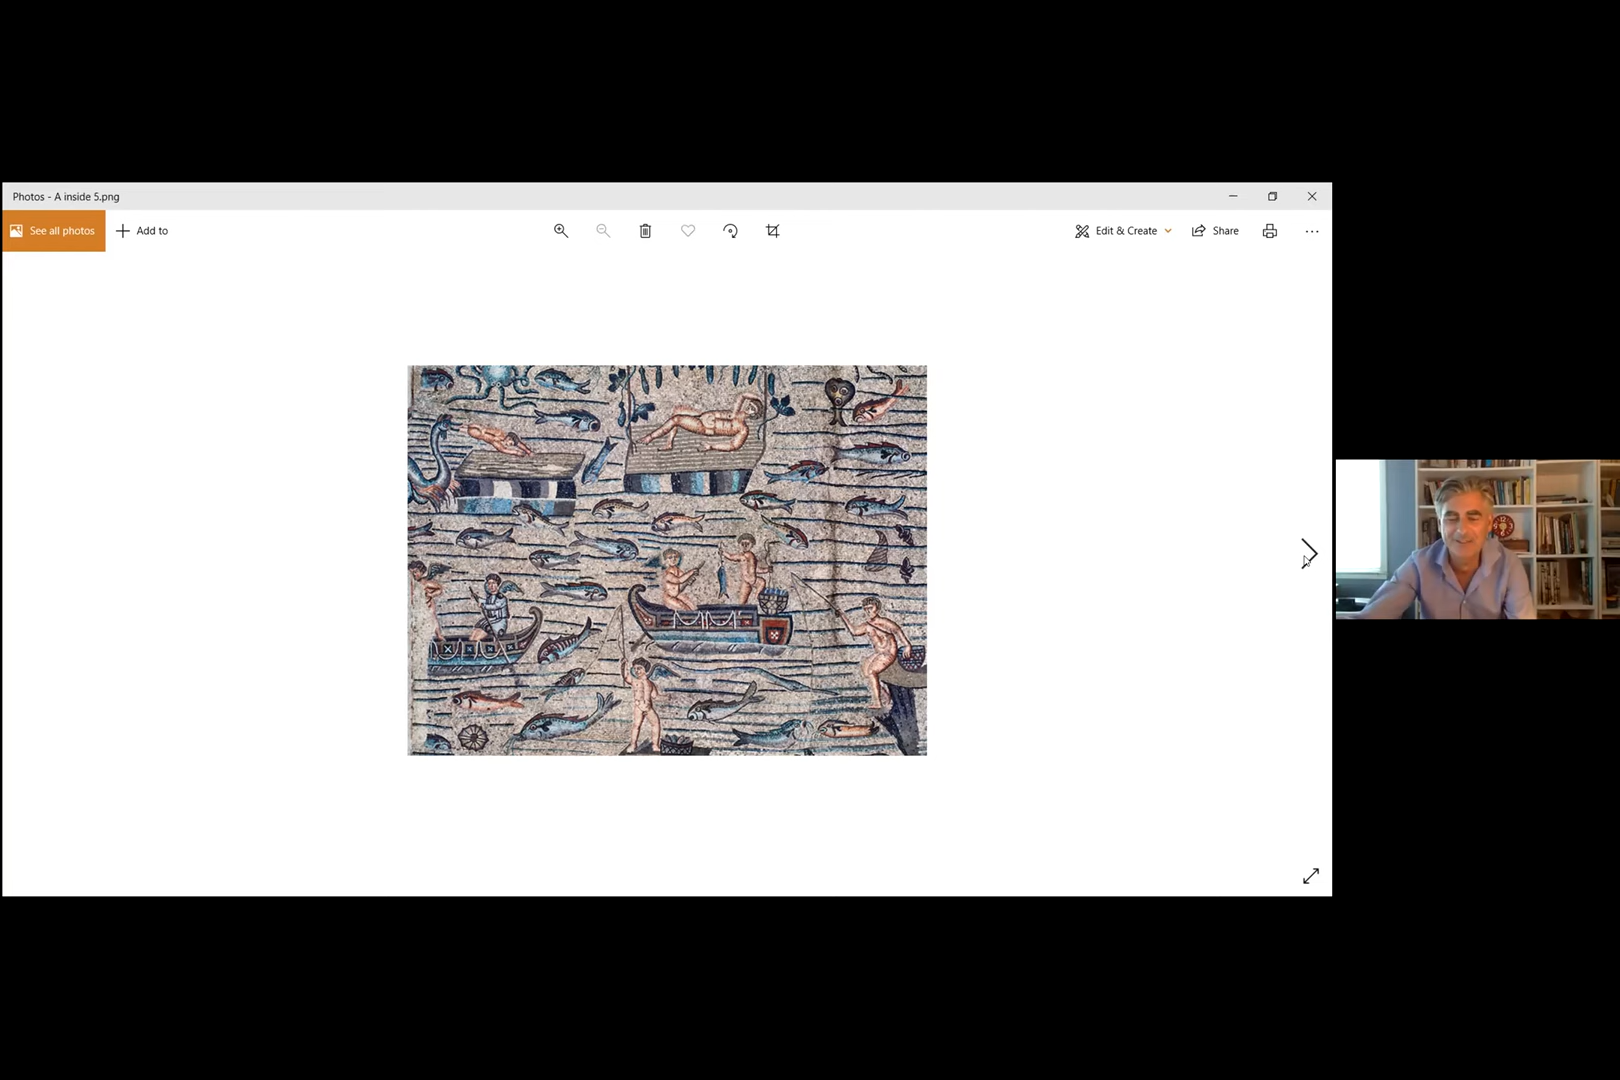 Photos - A inside 5.png
See all photos
Add to
Edit & Create
Share